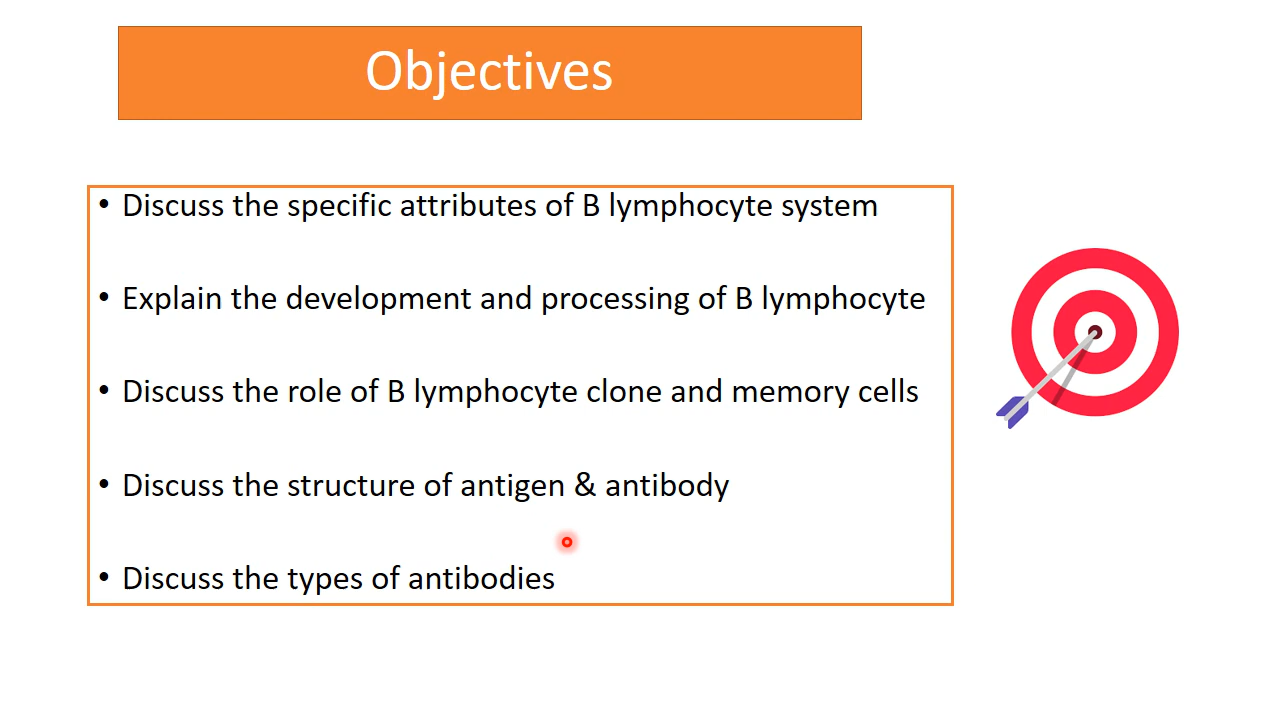 Objectives
• Discuss the specific attributes of B lymphocyte system
• Explain the development and processing of B lymphocyte
• Discuss the role of B lymphocyte clone and memory cells
• Discuss the structure of antigen & antibody
• Discuss the types of antibodies